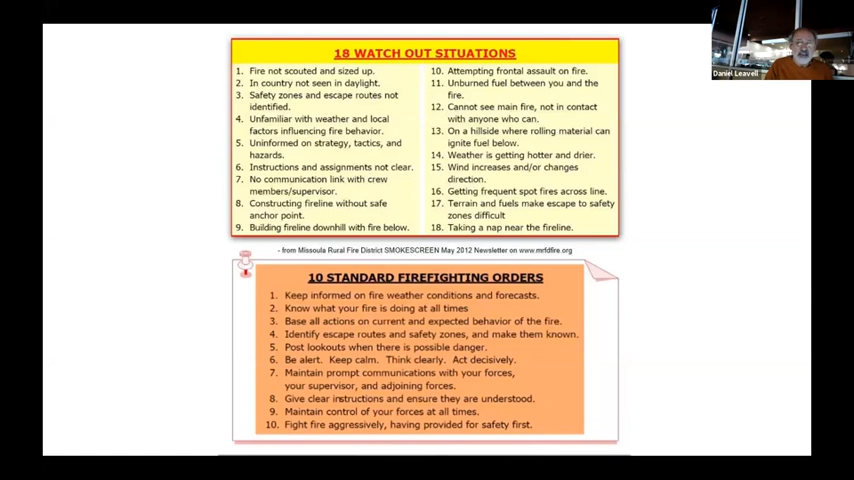 Daniel Leavell
18 WATCH OUT SITUATIONS
1. Fire not scouted and sized up.
2. In country not seen in daylight.
3. Safety zones and escape routes not
identified.
4. Unfamiliar with weather and local
factors influencing fire behavior.
5. Uninformed on strategy, tactics, and
hazards.
6. Instructions and assignments not clear.
7. No communication link with crew
members/supervisor.
8. Constructing fireline without safe
anchor point.
9. Building fireline downhill with fire below.
10. Attempting frontal assault on fire.
11. Unburned fuel between you and the
fire.
12. Cannot see main fire, not in contact
with anyone who can.
13. On a hillside where rolling material can
ignite fuel below.
14. Weather is getting hotter and drier.
15. Wind increases and/or changes
direction.
16. Getting frequent spot fires across line.
17. Terrain and fuels make escape to safety
zones difficult
18. Taking a nap near the fireline.
- from Missoula Rural Fire District SMOKESCREEN May 2012 Newsletter on www.mrfdfire.org
10 STANDARD FIREFIGHTING ORDERS
1. Keep informed on fire weather conditions and forecasts.
2. Know what your fire is doing at all times
3. Base all actions on current and expected behavior of the fire.
4. Identify escape routes and safety zones, and make them known.
5. Post lookouts when there is possible danger.
6. Be alert. Keep calm. Think clearly. Act decisively.
7. Maintain prompt communications with your forces,
your supervisor, and adjoining forces.
8. Give clear instructions and ensure they are understood.
9. Maintain control of your forces at all times.
10. Fight fire aggressively, having provided for safety first.